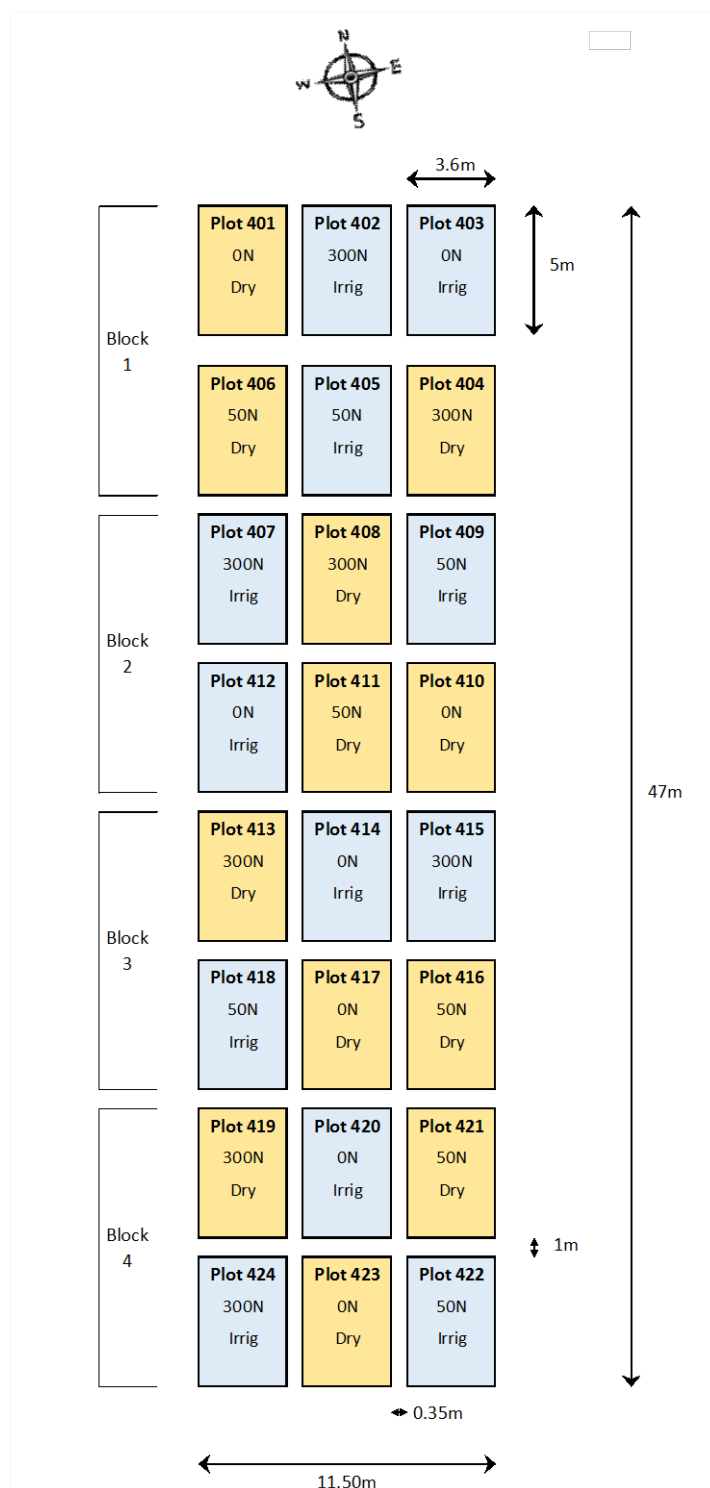 N
W
E
S
3.6m
Plot 401
0N
Dry
Plot 402
300N
Irrig
Plot 403
0N
Irrig
5m
Block
1
Plot 406
50N
Dry
Plot 405
50N
Irrig
Plot 404
300N
Dry
Plot 407
300N
Irrig
Plot 408
300N
Dry
Plot 409
50N
Irrig
Block
2
Plot 412
0N
Irrig
Plot 411
50N
Dry
Plot 410
0N
Dry
47m
Plot 413
300N
Dry
Plot 414
0N
Irrig
Plot 415
300N
Irrig
Block
3
Plot 418
50N
Irrig
Plot 417
0N
Dry
Plot 416
50N
Dry
Plot 419
300N
Dry
Plot 420
0N
Irrig
Plot 421
50N
Dry
Block
4
1m
Plot 424
300N
Irrig
Plot 423
0N
Dry
Plot 422
50N
Irrig
0.35m
11.50m